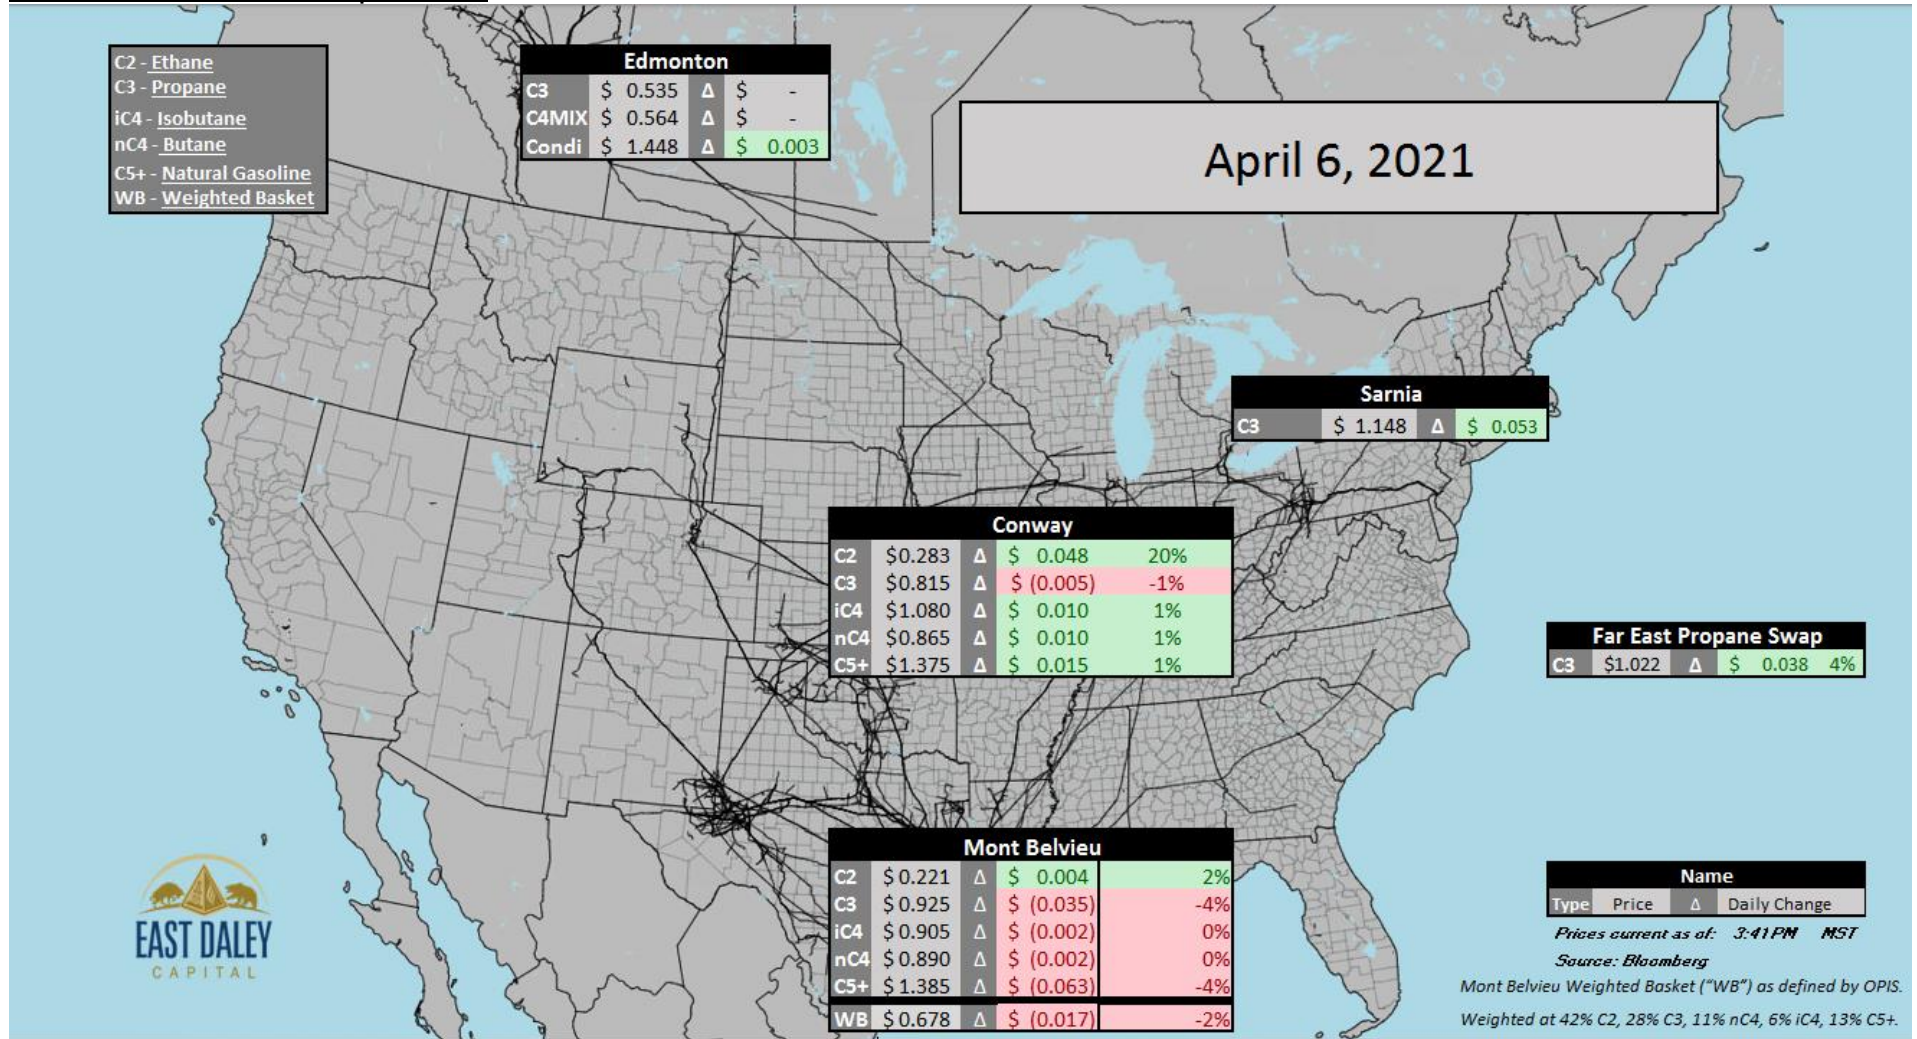 C2 - Ethane
C3 - Propane
iC4 - Isobutane
nC4 - Butane
C5+ - Natural Gasoline
WB - Weighted Basket
Edmonton
C3 $ 0.535 Δ $ -
C4MIX $ 0.564 Δ $ -
Condi $ 1.448 Δ $ 0.003
April 6, 2021
Sarnia
C3 $ 1.148 Δ $ 0.053
Conway
C2 $0.283 Δ $ 0.048 20%
C3 $0.815 Δ $ (0.005) -1%
iC4 $1.080 Δ $ 0.010 1%
nC4 $0.865 Δ $ 0.010 1%
C5+ $1.375 Δ $ 0.015 1%
Far East Propane Swap
C3 $1.022 Δ $ 0.038 4%
Mont Belvieu
C2 $ 0.221 Δ $ 0.004 2%
C3 $ 0.925 Δ $ (0.035) -4%
iC4 $ 0.905 Δ $ (0.002) 0%
nC4 $ 0.890 Δ $ (0.002) 0%
C5+ $ 1.385 Δ $ (0.063) -4%
WB $ 0.678 Δ $ (0.017) -2%
EAST DALEY
CAPITAL
Name
Type Price Δ Daily Change
Prices current as of: 3:41 PM MST
Source: Bloomberg
Mont Belvieu Weighted Basket ("WB") as defined by OPIS.
Weighted at 42% C2, 28% C3, 11% nC4, 6% iC4, 13% C5+.